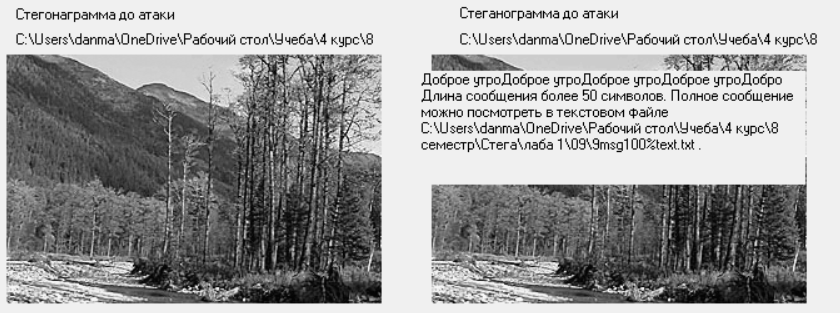 Стегонаграмма до атаки
C:\Users\danma\OneDrive\Рабочий стол\Учеба\4 курс\8
Стеганаграмма до атаки
C:\Users\danma\OneDrive\Рабочий стол\Учеба\4 курс\8
Доброе утроДоброе утроДоброе утроДоброе утроДобро
Длина сообщения более 50 символов. Полное сообщение
можно посмотреть в текстовом файле
C:\Users\danma\OneDrive\Рабочий стол\Учеба\4 курс\8
семестр\Стега\лаба 1\09\9msg100%text.txt .